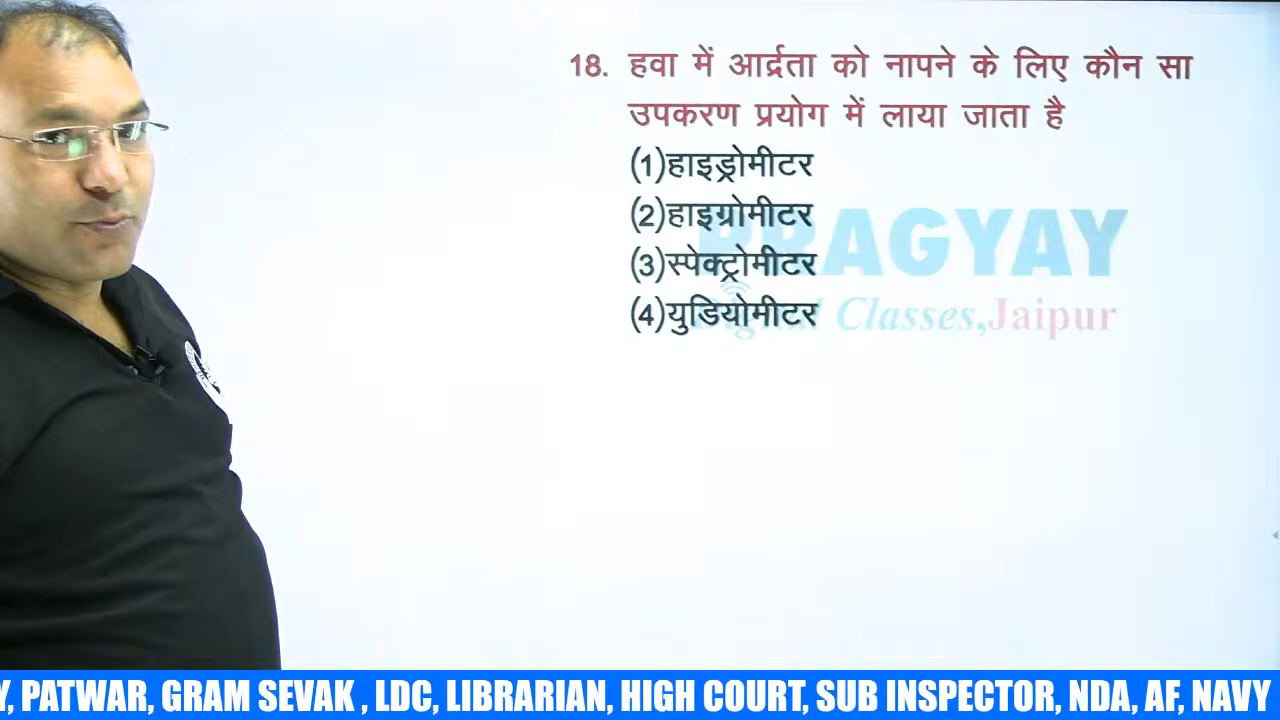 18. हवा में आर्द्रता को नापने के लिए कौन सा
उपकरण प्रयोग में लाया जाता है
(1)हाइड्रोमीटर
(2)हाइग्रोमीटर
(3)स्पेक्ट्रोमीटर
(4)युडियोमीटर
PRAGYAY
Digital Classes,Jaipur
Y, PATWAR, GRAM SEVAK , LDC, LIBRARIAN, HIGH COURT, SUB INSPECTOR, NDA, AF, NAVY